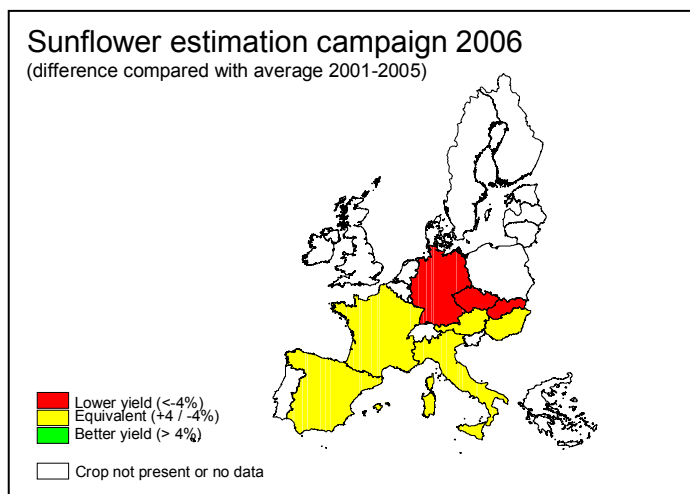 Sunflower estimation campaign 2006
(difference compared with average 2001-2005)
Lower yield (<-4%)
Equivalent (+4 / -4%)
Better yield (> 4%)
Crop not present or no data